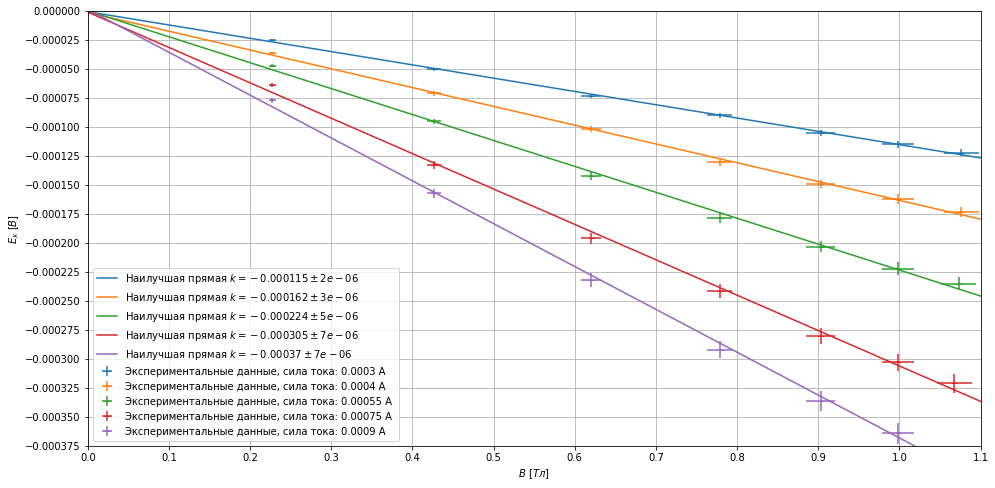 0.000000
−0.000025
−0.000050
−0.000075
−0.000100
−0.000125
−0.000150
−0.000175
−0.000200
−0.000225
−0.000250
−0.000275
−0.000300
−0.000325
−0.000350
−0.000375
Eₓ [В]
Наилучшая прямая k = −0.000115 ± 2e − 06
Наилучшая прямая k = −0.000162 ± 3e − 06
Наилучшая прямая k = −0.000224 ± 5e − 06
Наилучшая прямая k = −0.000305 ± 7e − 06
Наилучшая прямая k = −0.00037 ± 7e − 06
Экспериментальные данные, сила тока: 0.0003 А
Экспериментальные данные, сила тока: 0.0004 А
Экспериментальные данные, сила тока: 0.00055 А
Экспериментальные данные, сила тока: 0.00075 А
Экспериментальные данные, сила тока: 0.0009 А
0.0 0.1 0.2 0.3 0.4 0.5 0.6 0.7 0.8 0.9 1.0 1.1
B [Тл]